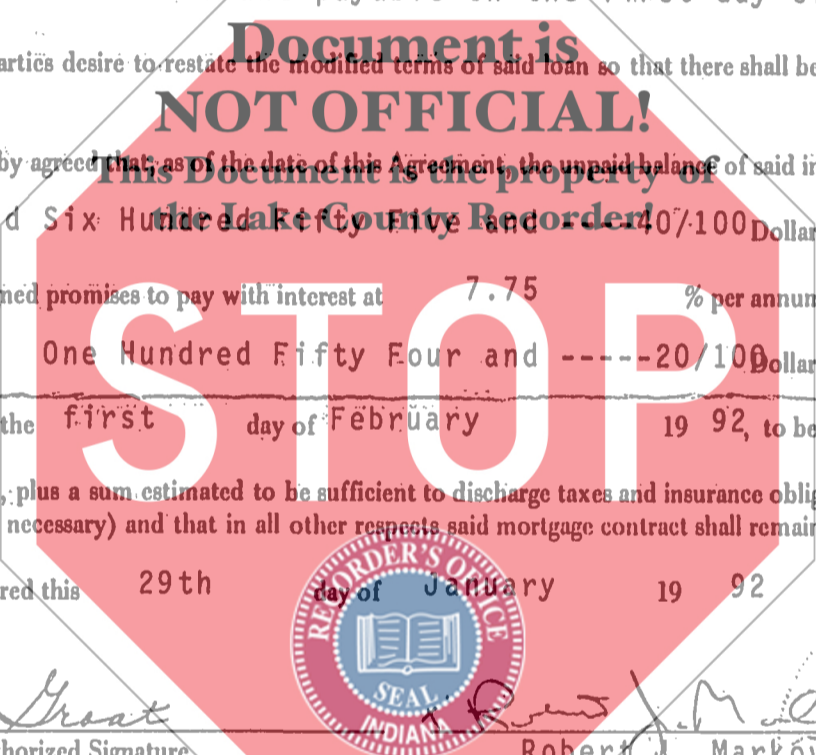 Document is
arties desire to restate the modified terms of said loan so that there shall be
NOT OFFICIAL!
by agreed that, as of the date of this Agreement, the unpaid balance of said in
This Document is the property of
d Six Hundred Fifty Five and ----40/100 Dollar
the Lake County Recorder!
ned promises to pay with interest at 7.75 % per annum
STOP
One Hundred Fifty Four and -----20/100 Dollar
the first day of February 19 92, to be
, plus a sum estimated to be sufficient to discharge taxes and insurance oblig
necessary) and that in all other respects said mortgage contract shall remain
red this 29th day of January 19 92
RECORDER'S OFFICE
SEAL
INDIANA
Groat
horized Signature
Robert J. Markov